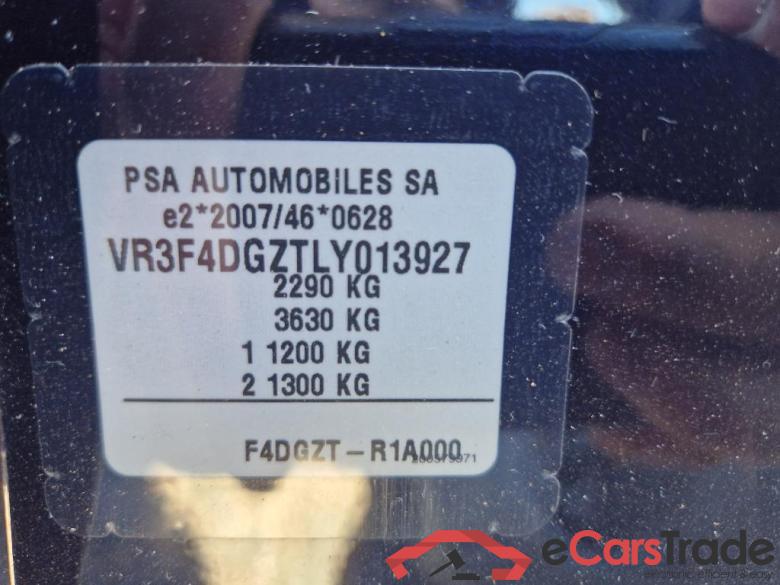 PSA AUTOMOBILES SA
e2*2007/46*0628
VR3F4DGZTLY013927
2290 KG
3630 KG
1 1200 KG
2 1300 KG
F4DGZT-R1A000
eCarsTrade